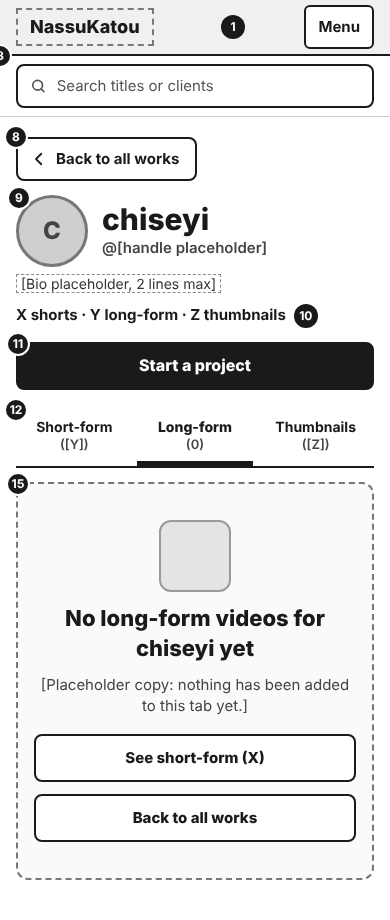 NassuKatou
1
Menu
3
Search titles or clients
8
Back to all works
9
C
chiseyi
@[handle placeholder]
[Bio placeholder, 2 lines max]
X shorts · Y long-form · Z thumbnails 10
11
Start a project
12
Short-form
([Y])
Long-form
(0)
Thumbnails
([Z])
15
No long-form videos for
chiseyi yet
[Placeholder copy: nothing has been added
to this tab yet.]
See short-form (X)
Back to all works